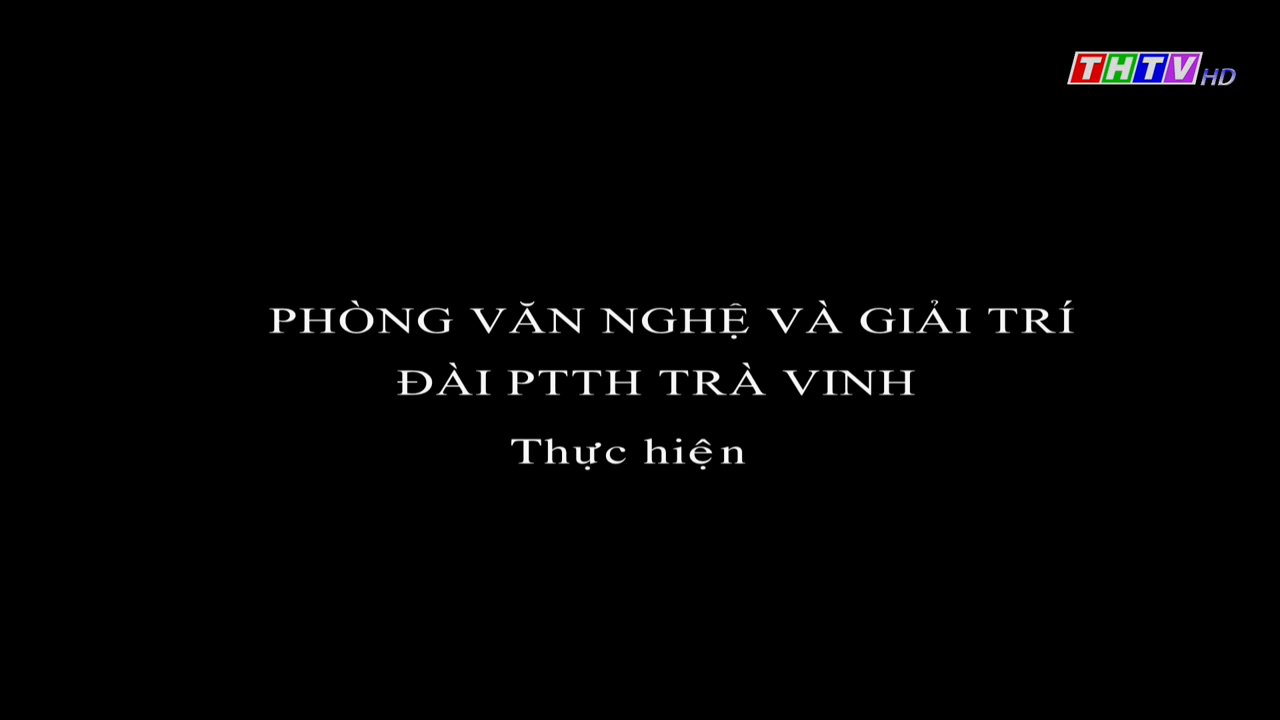 THTV HD
PHÒNG VĂN NGHỆ VÀ GIẢI TRÍ
ĐÀI PTTH TRÀ VINH
Thực hiện